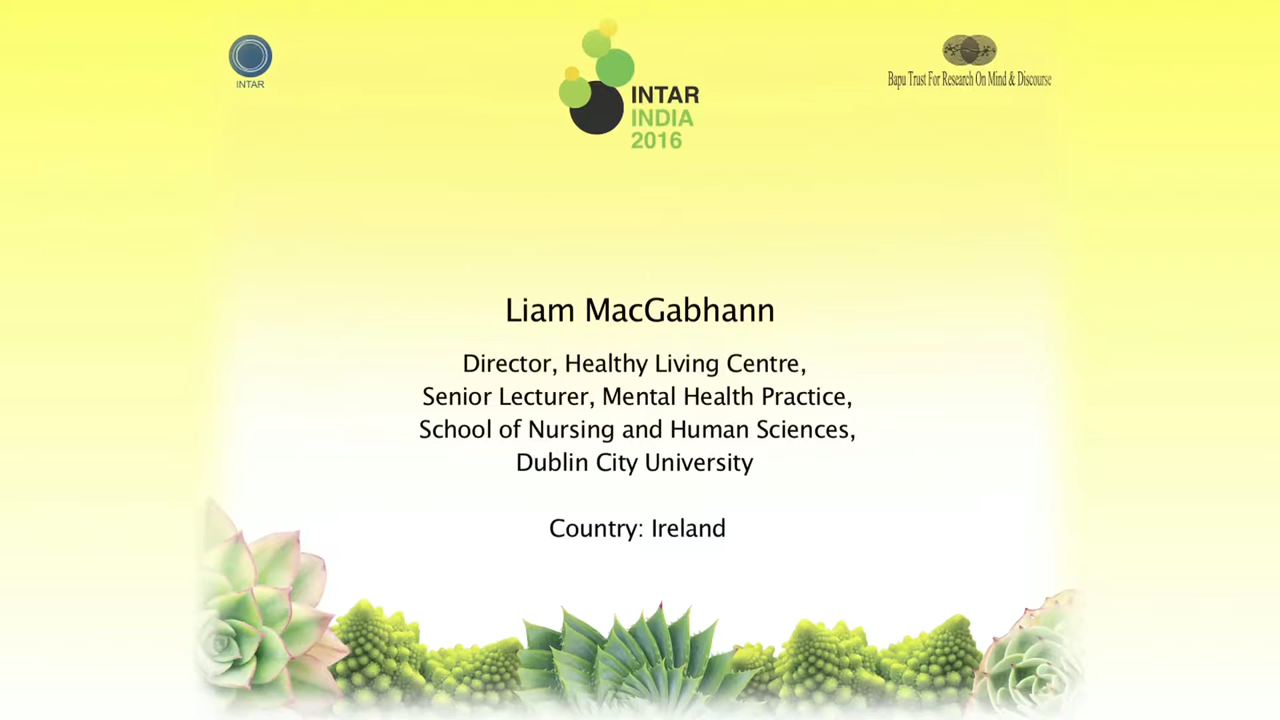 INTAR
INTAR
INDIA
2016
Bapu Trust For Research On Mind & Discourse
Liam MacGabhann
Director, Healthy Living Centre,
Senior Lecturer, Mental Health Practice,
School of Nursing and Human Sciences,
Dublin City University
Country: Ireland